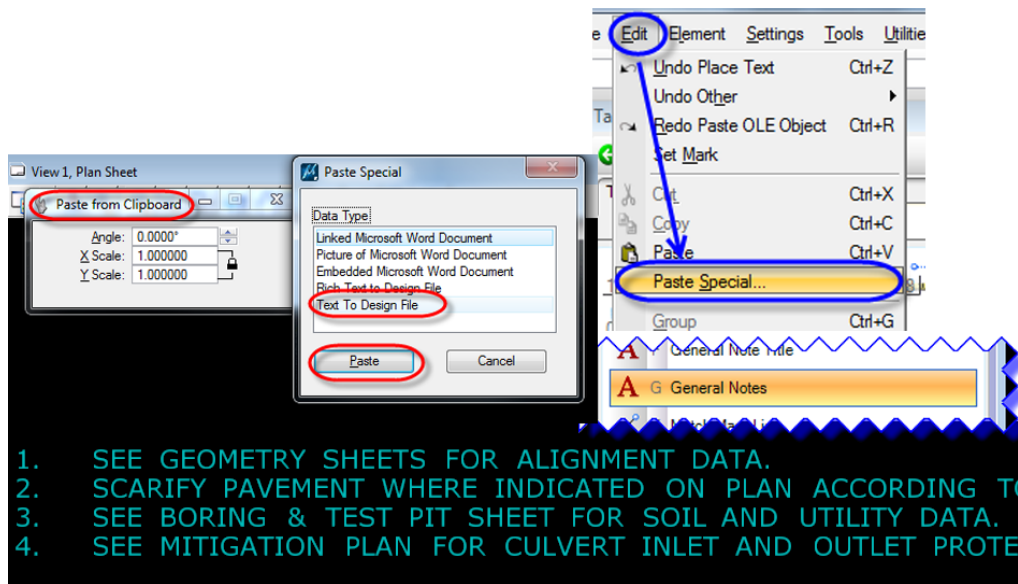 Edit Element Settings Tools Utilitie
Undo Place Text Ctrl+Z
Undo Other
Redo Paste OLE Object Ctrl+R
Set Mark
Cut Ctrl+X
Copy Ctrl+C
Paste Ctrl+V
Paste Special...
Group Ctrl+G
View 1, Plan Sheet
Paste from Clipboard
Angle: 0.0000°
X Scale: 1.000000
Y Scale: 1.000000
Paste Special
Data Type
Linked Microsoft Word Document
Picture of Microsoft Word Document
Embedded Microsoft Word Document
Rich Text to Design File
Text To Design File
Paste Cancel
General Note Title
A G General Notes
1. SEE GEOMETRY SHEETS FOR ALIGNMENT DATA.
2. SCARIFY PAVEMENT WHERE INDICATED ON PLAN ACCORDING TO
3. SEE BORING & TEST PIT SHEET FOR SOIL AND UTILITY DATA.
4. SEE MITIGATION PLAN FOR CULVERT INLET AND OUTLET PROTE